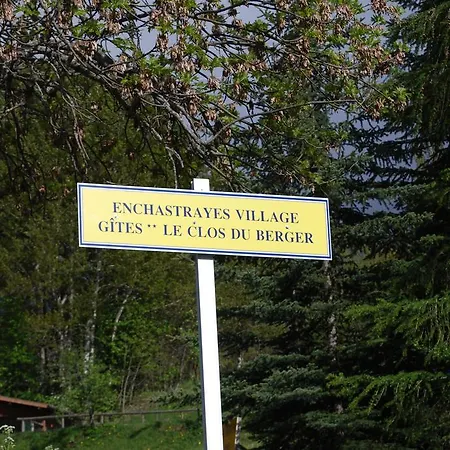 ENCHASTRAYES VILLAGE
GÎTES ** LE CLOS DU BERGER